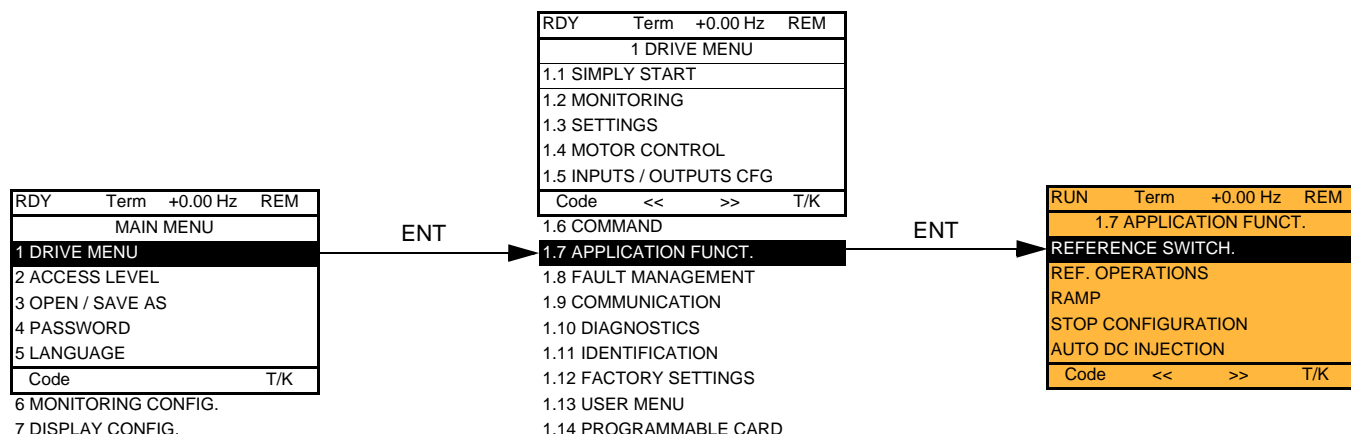 RDY Term +0.00 Hz REM
MAIN MENU
1 DRIVE MENU
2 ACCESS LEVEL
3 OPEN / SAVE AS
4 PASSWORD
5 LANGUAGE
Code T/K
6 MONITORING CONFIG.
7 DISPLAY CONFIG.
ENT
RDY Term +0.00 Hz REM
1 DRIVE MENU
1.1 SIMPLY START
1.2 MONITORING
1.3 SETTINGS
1.4 MOTOR CONTROL
1.5 INPUTS / OUTPUTS CFG
Code << >> T/K
1.6 COMMAND
1.7 APPLICATION FUNCT.
1.8 FAULT MANAGEMENT
1.9 COMMUNICATION
1.10 DIAGNOSTICS
1.11 IDENTIFICATION
1.12 FACTORY SETTINGS
1.13 USER MENU
1.14 PROGRAMMABLE CARD
ENT
RUN Term +0.00 Hz REM
1.7 APPLICATION FUNCT.
REFERENCE SWITCH.
REF. OPERATIONS
RAMP
STOP CONFIGURATION
AUTO DC INJECTION
Code << >> T/K